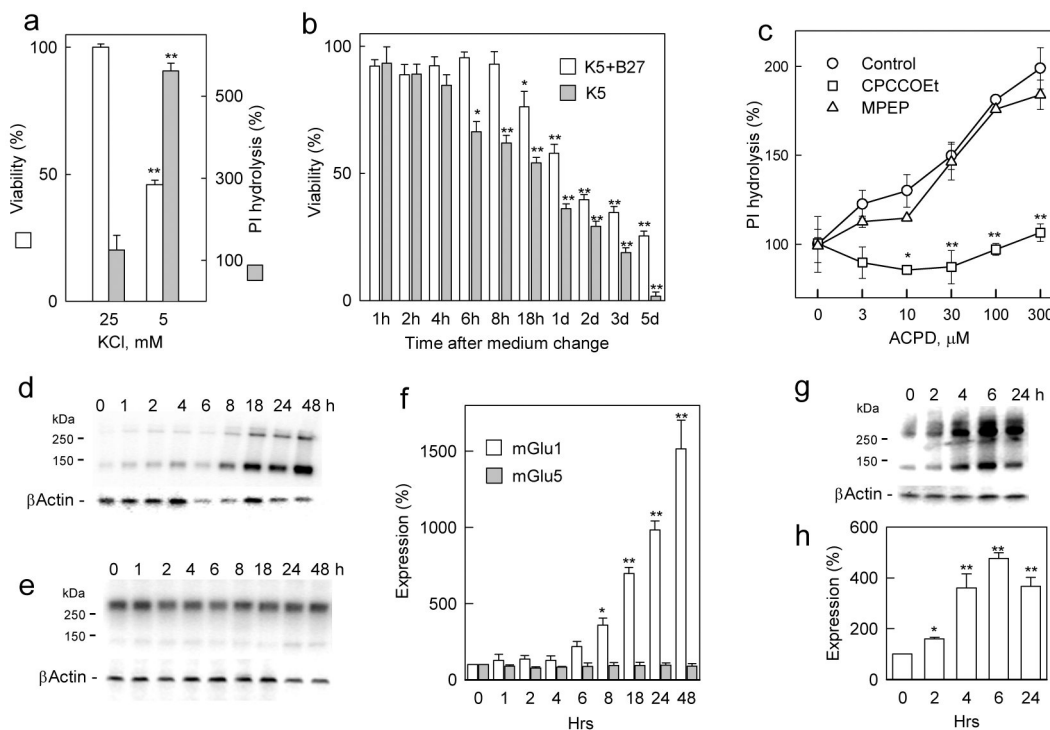 a
100
50
0
Viability (%)
500
300
100
PI hydrolysis (%)
**
**
25 5
KCl, mM
b
100
50
0
Viability (%)
K5+B27
K5
*
**
*
**
**
**
**
**
**
**
**
**
1h 2h 4h 6h 8h 18h 1d 2d 3d 5d
Time after medium change
c
200
150
100
PI hydrolysis (%)
Control
CPCCOEt
MPEP
*
**
**
**
0 3 10 30 100 300
ACPD, μM
d
0 1 2 4 6 8 18 24 48 h
kDa
250
150
βActin -
e
0 1 2 4 6 8 18 24 48 h
kDa
250
150
βActin -
f
1500
1000
500
0
Expression (%)
mGlu1
mGlu5
*
**
**
**
0 1 2 4 6 8 18 24 48
Hrs
g
0 2 4 6 24 h
kDa
250
150
βActin -
h
600
400
200
0
Expression (%)
*
**
**
**
0 2 4 6 24
Hrs